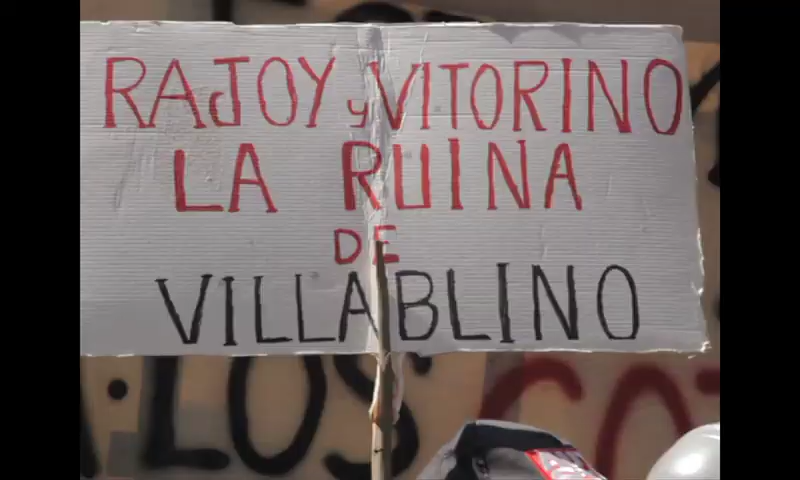 RAJOY y VITORINO
LA RUINA
DE
VILLABLINO
LOS